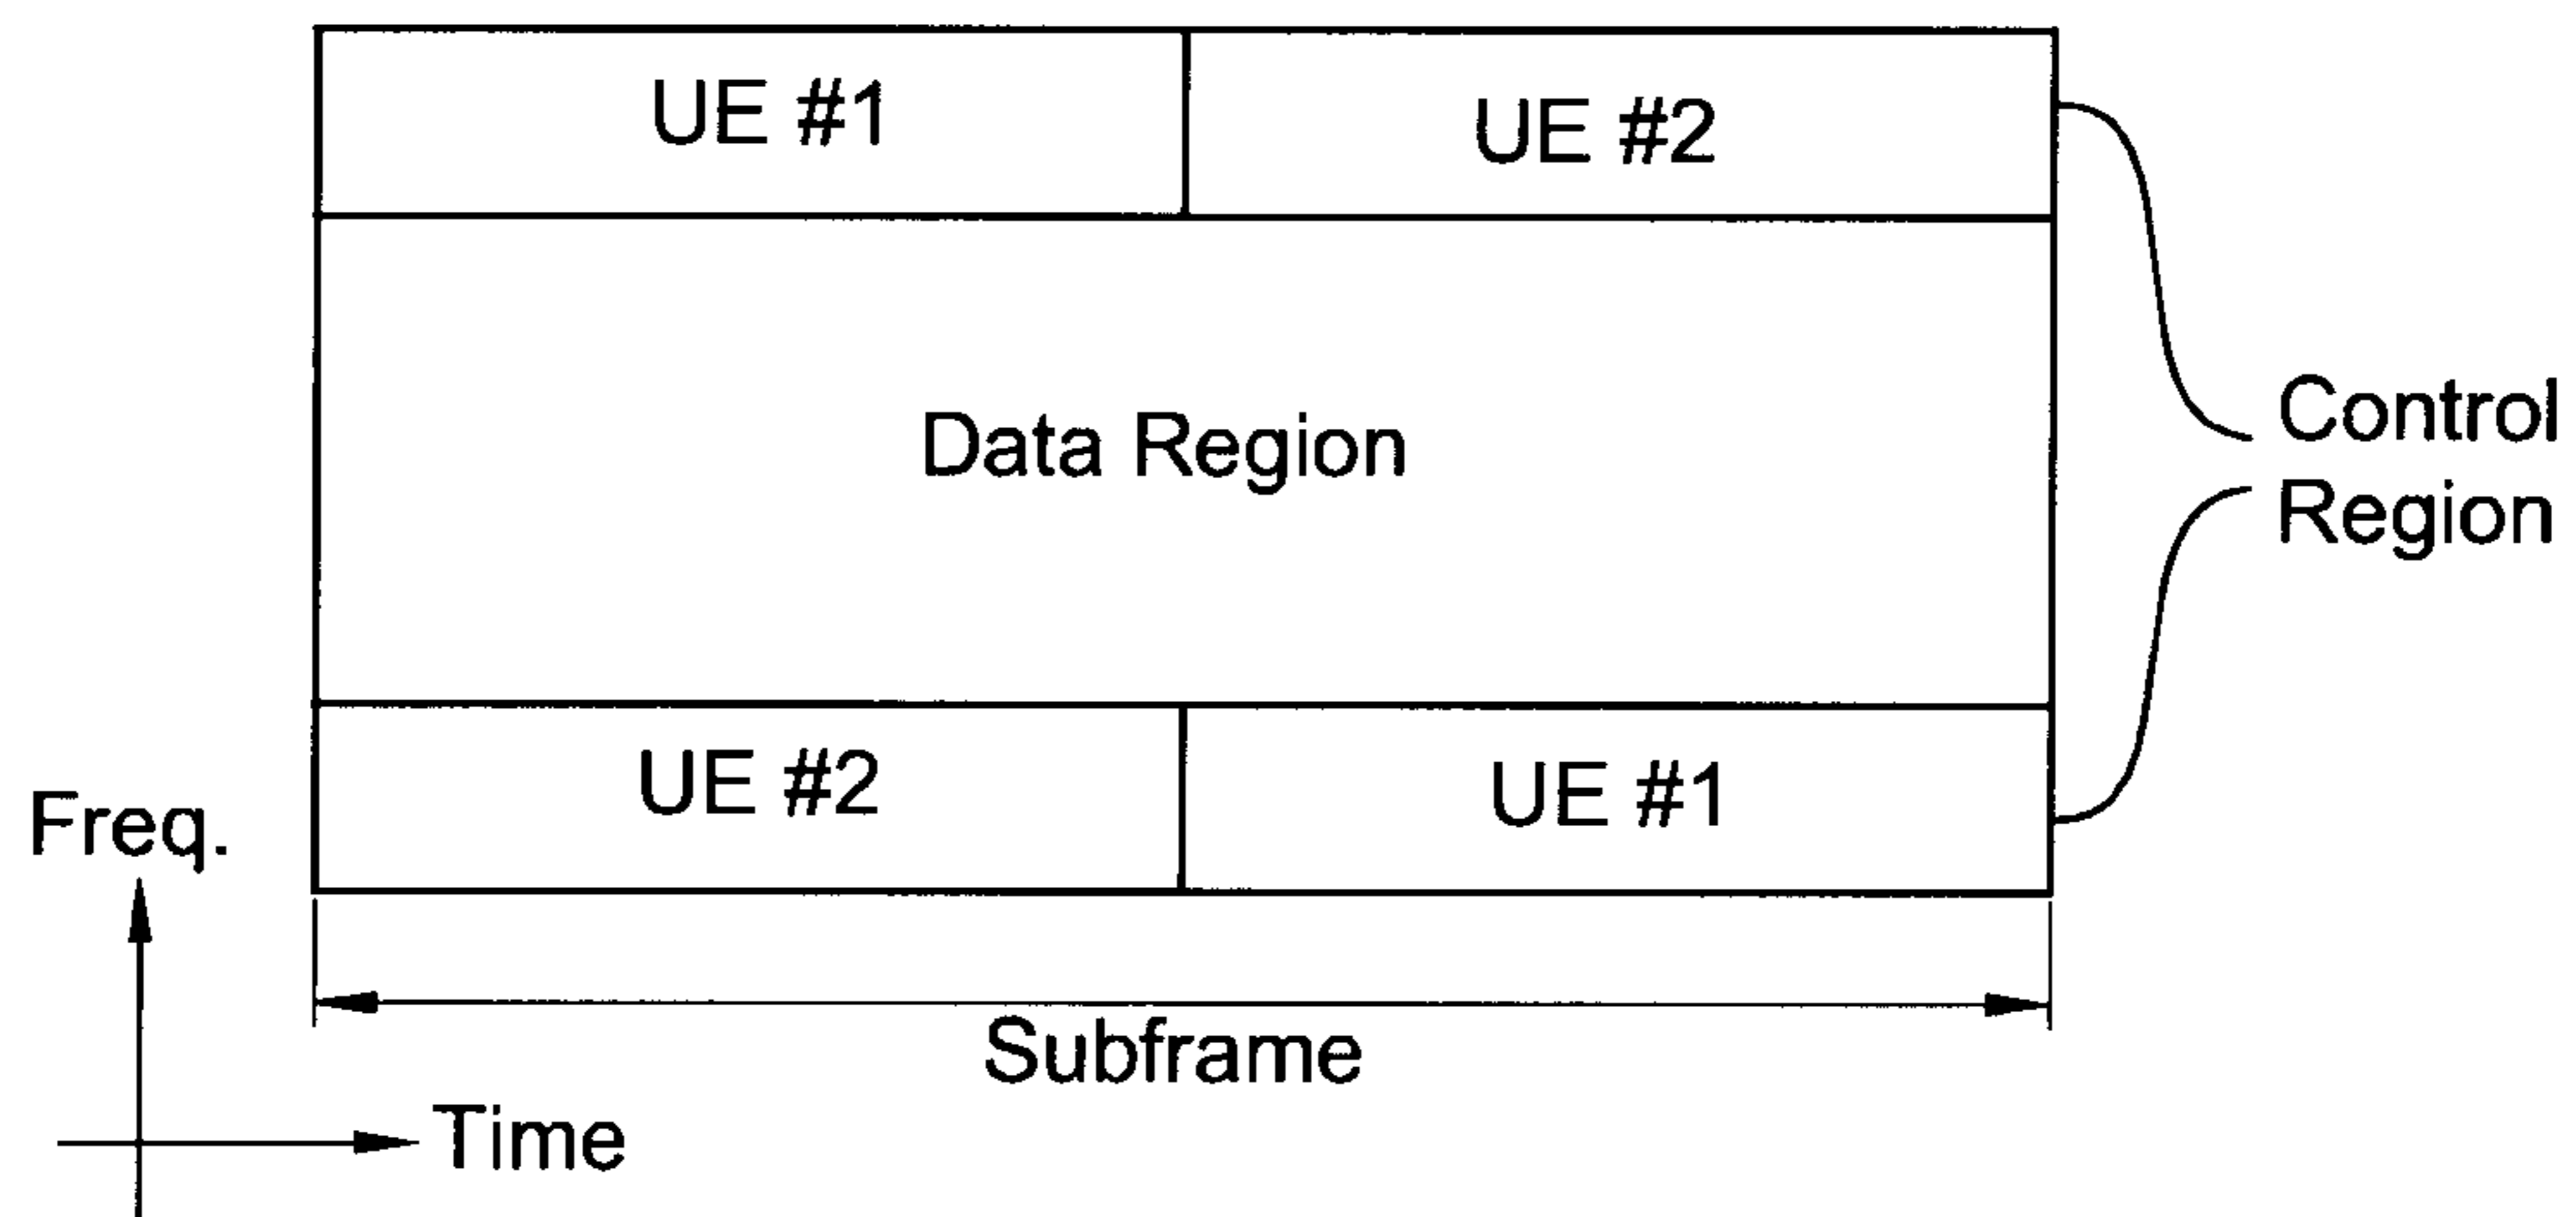 UE #1
UE #2
Data Region
Control
Region
UE #2
UE #1
Freq.
Subframe
Time